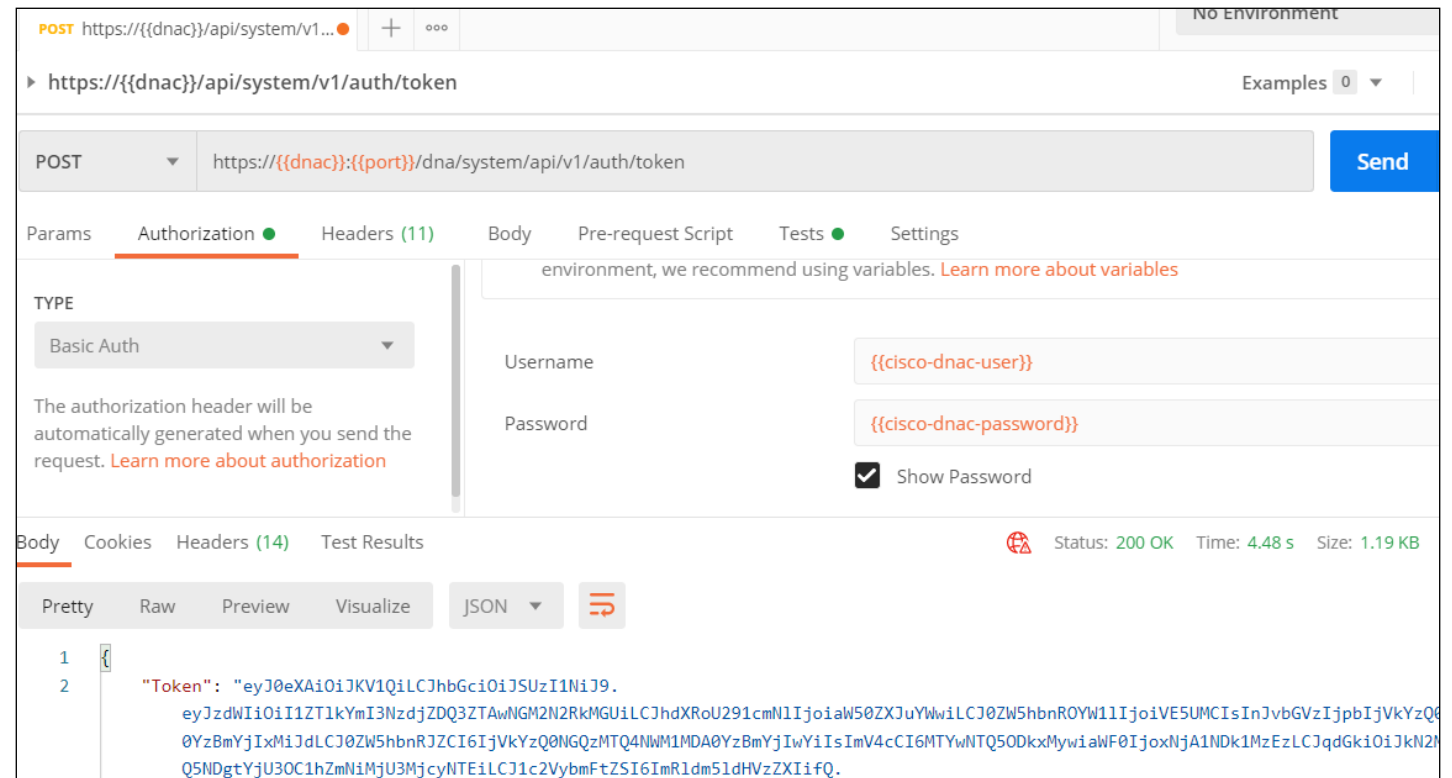 POST https://{{dnac}}/api/system/v1... + ooo
No Environment
https://{{dnac}}/api/system/v1/auth/token
Examples 0
POST https://{{dnac}}:{{port}}/dna/system/api/v1/auth/token Send
Params Authorization Headers (11) Body Pre-request Script Tests Settings
environment, we recommend using variables. Learn more about variables
TYPE
Basic Auth
The authorization header will be
automatically generated when you send the
request. Learn more about authorization
Username {{cisco-dnac-user}}
Password {{cisco-dnac-password}}
Show Password
Body Cookies Headers (14) Test Results Status: 200 OK Time: 4.48 s Size: 1.19 KB
Pretty Raw Preview Visualize JSON
1 {
2 "Token": "eyJ0eXAiOiJKV1QiLCJhbGciOiJSUzI1NiJ9.
eyJzdWIiOiI1ZTlkYmI3NzdjZDQ3ZTAwNGM2N2RkMGUiLCJhdXRoU291cmNlIjoiaW50ZXJuYWwiLCJ0ZW5hbnROYW1lIjoiVE5UMCIsInJvbGVzIjpbIjVkYzQ0
0YzBmYjIxMiJdLCJ0ZW5hbnRJZCI6IjVkYzQ0NGQzMTQ4NWM1MDA0YzBmYjIwYiIsImV4cCI6MTYwNTQ5ODkxMywiaWF0IjoxNjA1NDk1MzEzLCJqdGkiOiJkN2M
Q5NDgtYjU3OC1hZmNiMjU3MjcyNTEiLCJ1c2VybmFtZSI6ImRldm5ldHVzZXIifQ.